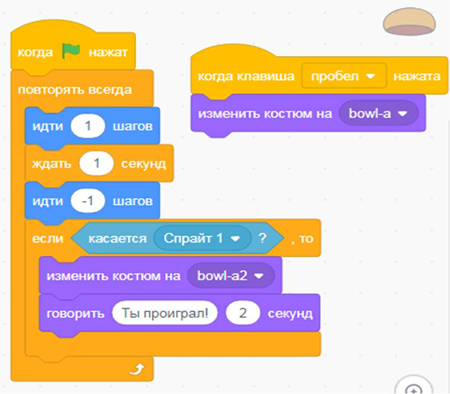 когда нажат
повторять всегда
идти 1 шагов
ждать 1 секунд
идти -1 шагов
если касается Спрайт 1 ? , то
изменить костюм на bowl-a2
говорить Ты проиграл! 2 секунд
когда клавиша пробел нажата
изменить костюм на bowl-a